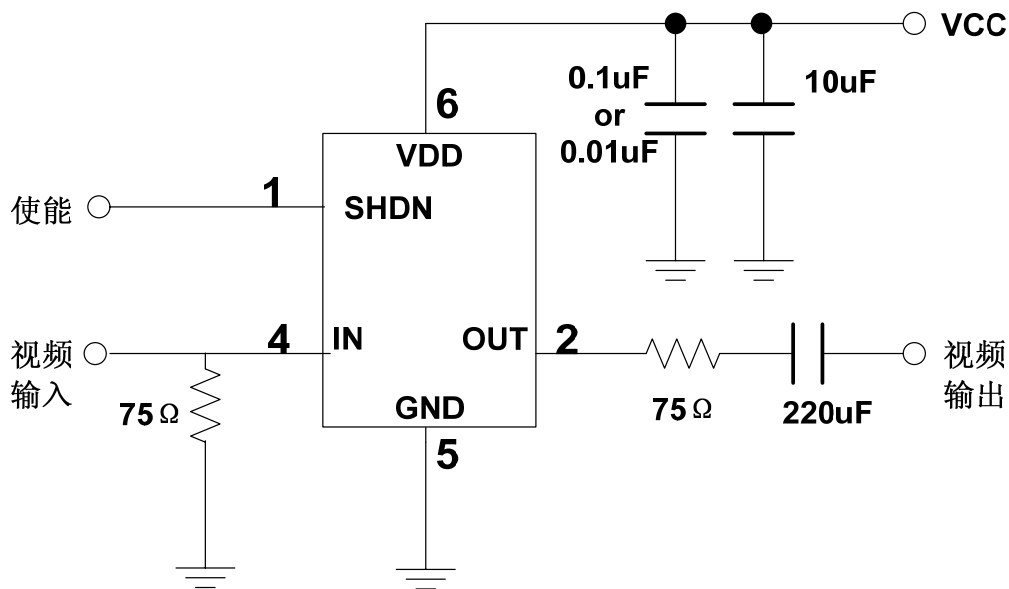 VCC
0.1uF
or
0.01uF
10uF
6
VDD
使能
1
SHDN
视频
输入
4
IN
OUT
2
视频
输出
75Ω
GND
75Ω
220uF
5